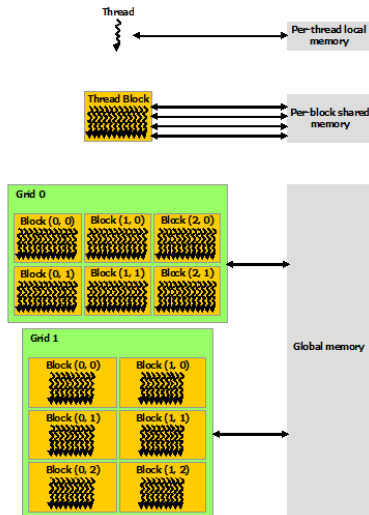 Thread
Per-thread local
memory
Thread Block
Per-block shared
memory
Grid 0
Block (0, 0) Block (1, 0) Block (2, 0)
Block (0, 1) Block (1, 1) Block (2, 1)
Grid 1
Global memory
Block (0, 0) Block (1, 0)
Block (0, 1) Block (1, 1)
Block (0, 2) Block (1, 2)